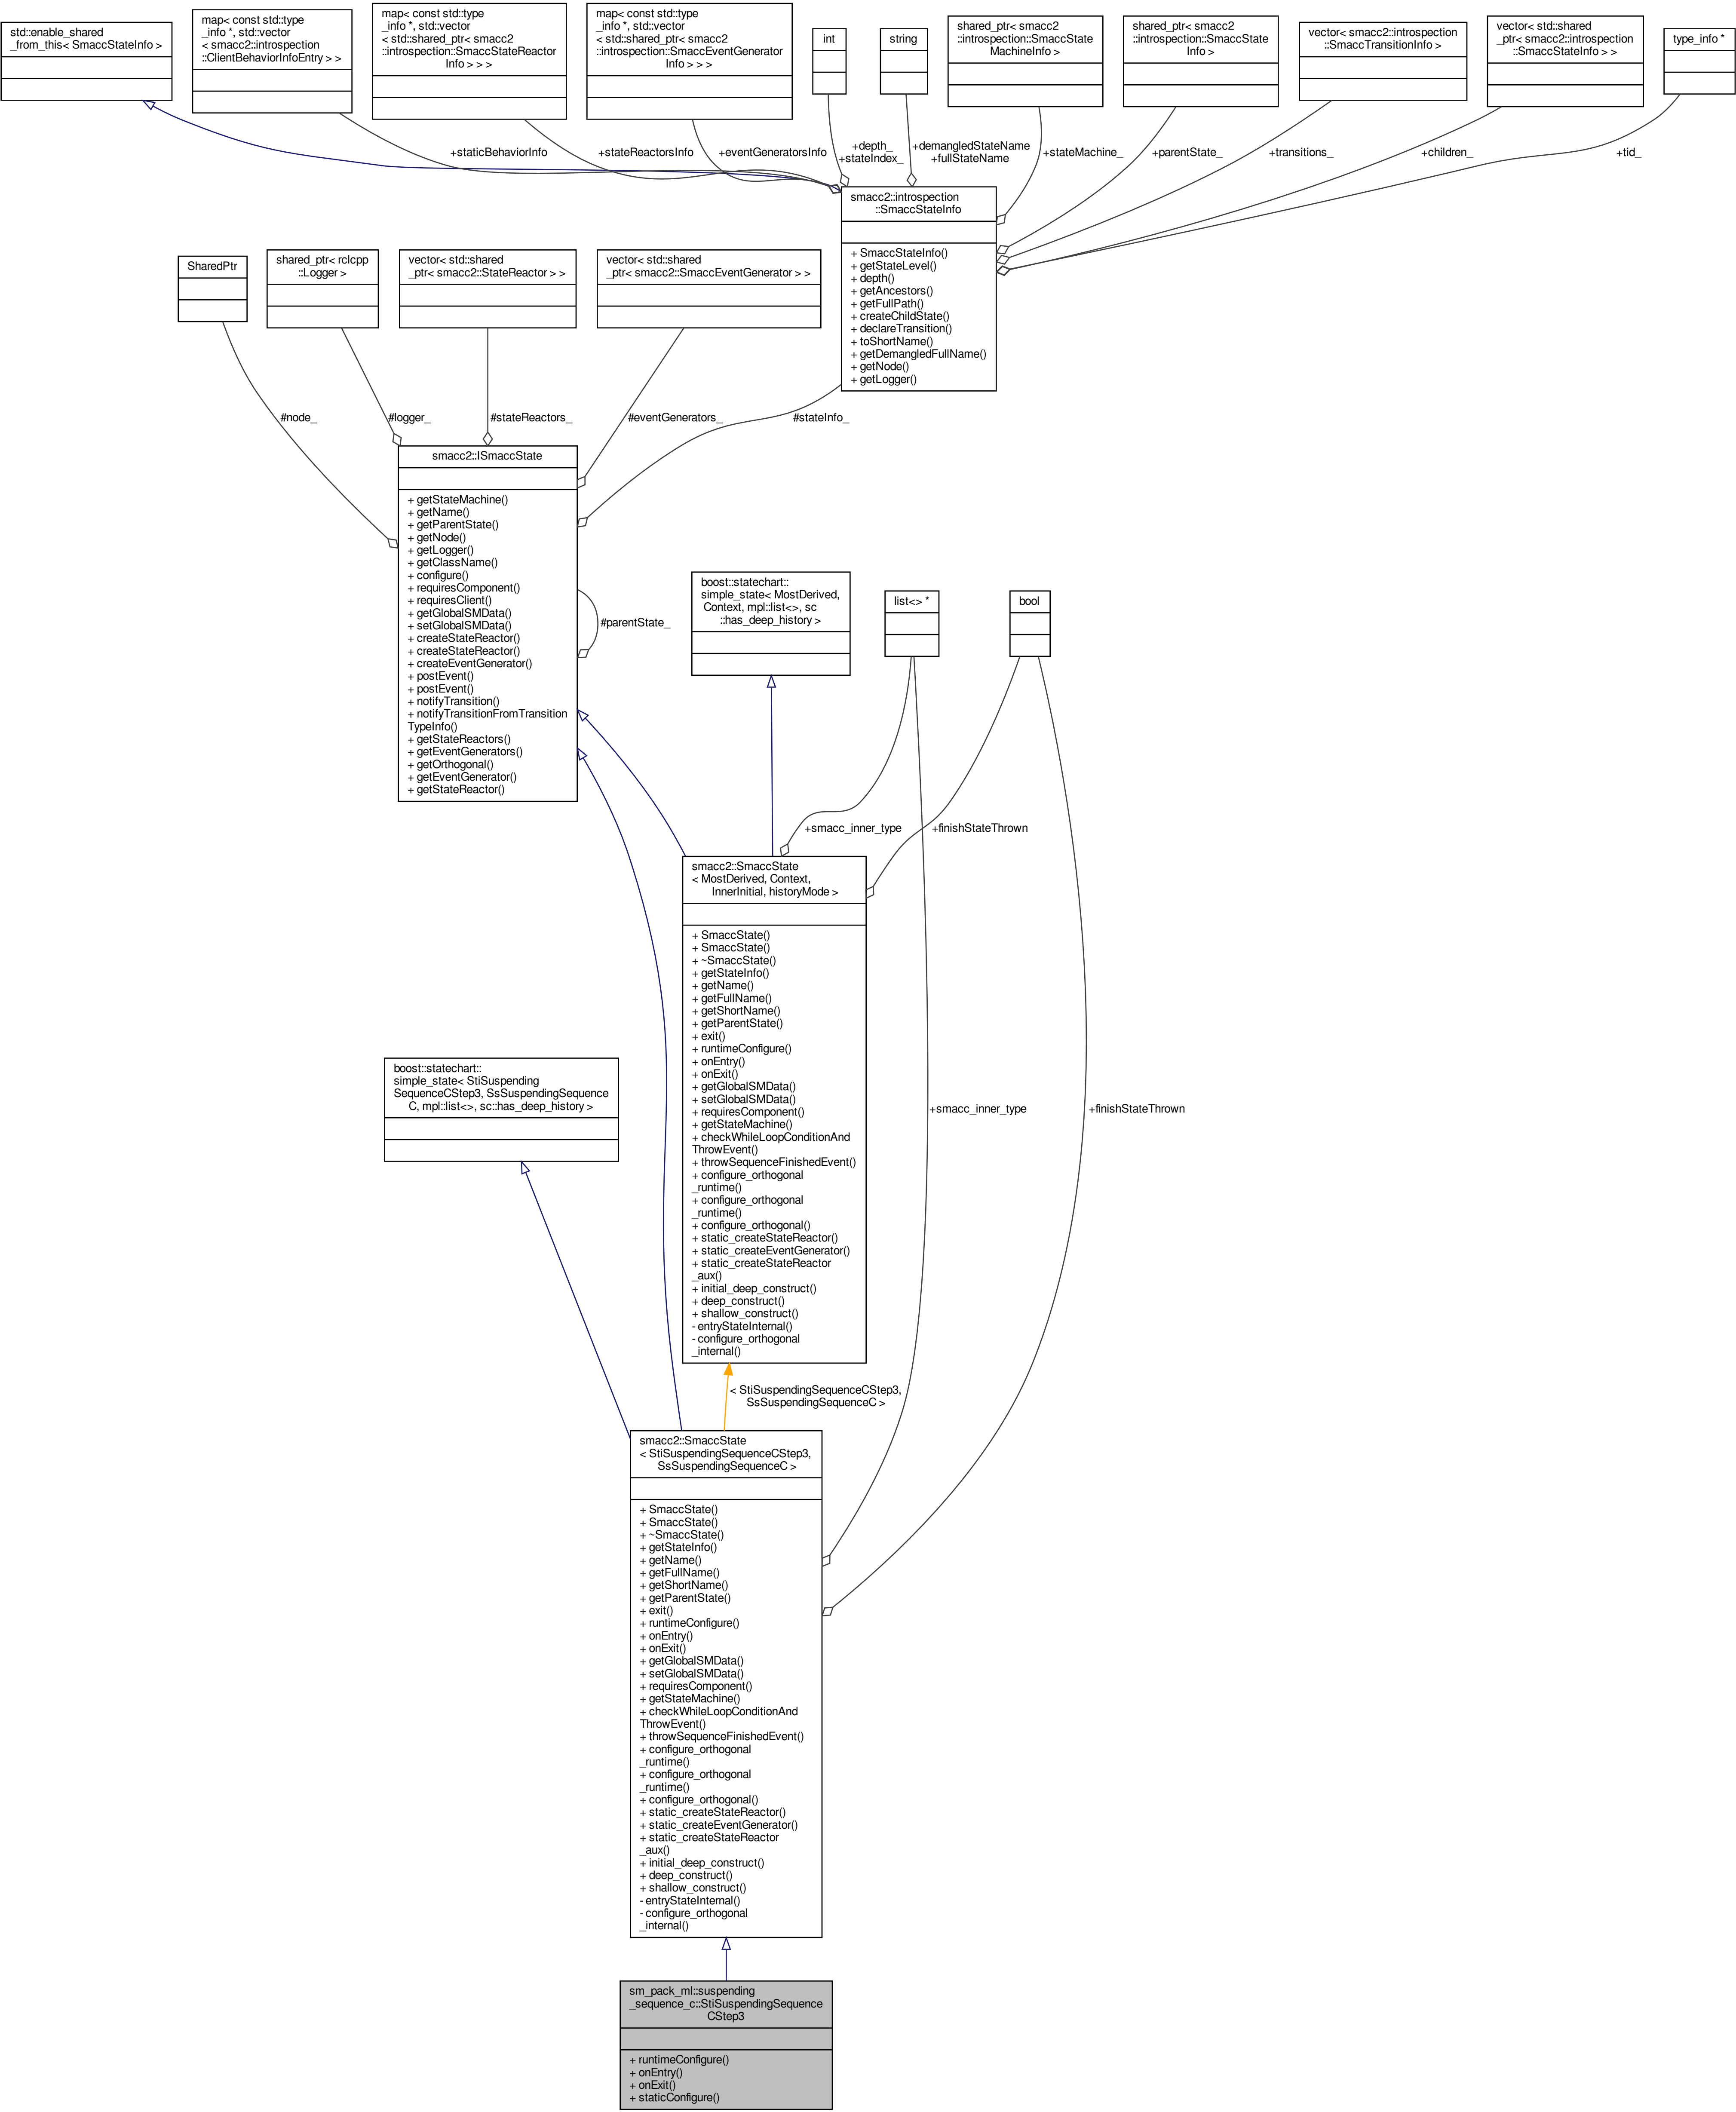 std::enable_shared
_from_this< SmaccStateInfo >
map< const std::type
_info *, std::vector
< smacc2::introspection
::ClientBehaviorInfoEntry > >
map< const std::type
_info *, std::vector
< std::shared_ptr< smacc2
::introspection::SmaccStateReactor
Info > > >
map< const std::type
_info *, std::vector
< std::shared_ptr< smacc2
::introspection::SmaccEventGenerator
Info > > >
int
string
shared_ptr< smacc2
::introspection::SmaccState
MachineInfo >
shared_ptr< smacc2
::introspection::SmaccState
Info >
vector< smacc2::introspection
::SmaccTransitionInfo >
vector< std::shared
_ptr< smacc2::introspection
::SmaccStateInfo > >
type_info *
+staticBehaviorInfo
+stateReactorsInfo
+eventGeneratorsInfo
+depth_
+stateIndex_
+demangledStateName
+fullStateName
+stateMachine_
+parentState_
+transitions_
+children_
+tid_
smacc2::introspection
::SmaccStateInfo
+ SmaccStateInfo()
+ getStateLevel()
+ depth()
+ getAncestors()
+ getFullPath()
+ createChildState()
+ declareTransition()
+ toShortName()
+ getDemangledFullName()
+ getNode()
+ getLogger()
SharedPtr
shared_ptr< rclcpp
::Logger >
vector< std::shared
_ptr< smacc2::StateReactor > >
vector< std::shared
_ptr< smacc2::SmaccEventGenerator > >
#node_
#logger_
#stateReactors_
#eventGenerators_
#stateInfo_
smacc2::ISmaccState
+ getStateMachine()
+ getName()
+ getParentState()
+ getNode()
+ getLogger()
+ getClassName()
+ configure()
+ requiresComponent()
+ requiresClient()
+ getGlobalSMData()
+ setGlobalSMData()
+ createStateReactor()
+ createStateReactor()
+ createEventGenerator()
+ postEvent()
+ postEvent()
+ notifyTransition()
+ notifyTransitionFromTransition
TypeInfo()
+ getStateReactors()
+ getEventGenerators()
+ getOrthogonal()
+ getEventGenerator()
+ getStateReactor()
#parentState_
boost::statechart::
simple_state< MostDerived,
Context, mpl::list<>, sc
::has_deep_history >
list<> *
bool
+smacc_inner_type
+finishStateThrown
smacc2::SmaccState
< MostDerived, Context,
InnerInitial, historyMode >
+ SmaccState()
+ SmaccState()
+ ~SmaccState()
+ getStateInfo()
+ getName()
+ getFullName()
+ getShortName()
+ getParentState()
+ exit()
+ runtimeConfigure()
+ onEntry()
+ onExit()
+ getGlobalSMData()
+ setGlobalSMData()
+ requiresComponent()
+ getStateMachine()
+ checkWhileLoopConditionAnd
ThrowEvent()
+ throwSequenceFinishedEvent()
+ configure_orthogonal
_runtime()
+ configure_orthogonal
_runtime()
+ configure_orthogonal()
+ static_createStateReactor()
+ static_createEventGenerator()
+ static_createStateReactor
_aux()
+ initial_deep_construct()
+ deep_construct()
+ shallow_construct()
- entryStateInternal()
- configure_orthogonal
_internal()
boost::statechart::
simple_state< StiSuspending
SequenceCStep3, SsSuspendingSequence
C, mpl::list<>, sc::has_deep_history >
+smacc_inner_type
+finishStateThrown
< StiSuspendingSequenceCStep3,
SsSuspendingSequenceC >
smacc2::SmaccState
< StiSuspendingSequenceCStep3,
SsSuspendingSequenceC >
+ SmaccState()
+ SmaccState()
+ ~SmaccState()
+ getStateInfo()
+ getName()
+ getFullName()
+ getShortName()
+ getParentState()
+ exit()
+ runtimeConfigure()
+ onEntry()
+ onExit()
+ getGlobalSMData()
+ setGlobalSMData()
+ requiresComponent()
+ getStateMachine()
+ checkWhileLoopConditionAnd
ThrowEvent()
+ throwSequenceFinishedEvent()
+ configure_orthogonal
_runtime()
+ configure_orthogonal
_runtime()
+ configure_orthogonal()
+ static_createStateReactor()
+ static_createEventGenerator()
+ static_createStateReactor
_aux()
+ initial_deep_construct()
+ deep_construct()
+ shallow_construct()
- entryStateInternal()
- configure_orthogonal
_internal()
sm_pack_ml::suspending
_sequence_c::StiSuspendingSequence
CStep3
+ runtimeConfigure()
+ onEntry()
+ onExit()
+ staticConfigure()